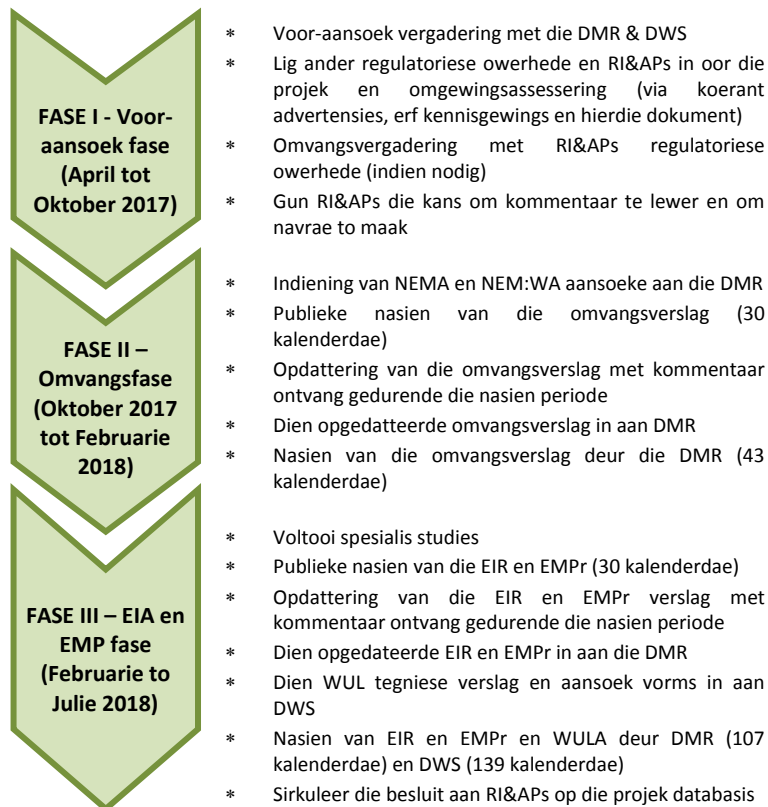 FASE I - Voor-
aansoek fase
(April tot
Oktober 2017)
* Voor-aansoek vergadering met die DMR & DWS
* Lig ander regulatoriese owerhede en RI&APs in oor die
projek en omgewingsassessering (via koerant
advertensies, erf kennisgewings en hierdie dokument)
* Omvangsvergadering met RI&APs regulatoriese
owerhede (indien nodig)
* Gun RI&APs die kans om kommentaar te lewer en om
navrae to maak
FASE II –
Omvangsfase
(Oktober 2017
tot Februarie
2018)
* Indiening van NEMA en NEM:WA aansoeke aan die DMR
* Publieke nasien van die omvangsverslag (30
kalenderdae)
* Opdattering van die omvangsverslag met kommentaar
ontvang gedurende die nasien periode
* Dien opgedatteerde omvangsverslag in aan DMR
* Nasien van die omvangsverslag deur die DMR (43
kalenderdae)
FASE III – EIA en
EMP fase
(Februarie to
Julie 2018)
* Voltooi spesialis studies
* Publieke nasien van die EIR en EMPr (30 kalenderdae)
* Opdattering van die EIR en EMPr verslag met
kommentaar ontvang gedurende die nasien periode
* Dien opgedateerde EIR en EMPr in aan die DMR
* Dien WUL tegniese verslag en aansoek vorms in aan
DWS
* Nasien van EIR en EMPr en WULA deur DMR (107
kalenderdae) en DWS (139 kalenderdae)
* Sirkuleer die besluit aan RI&APs op die projek databasis